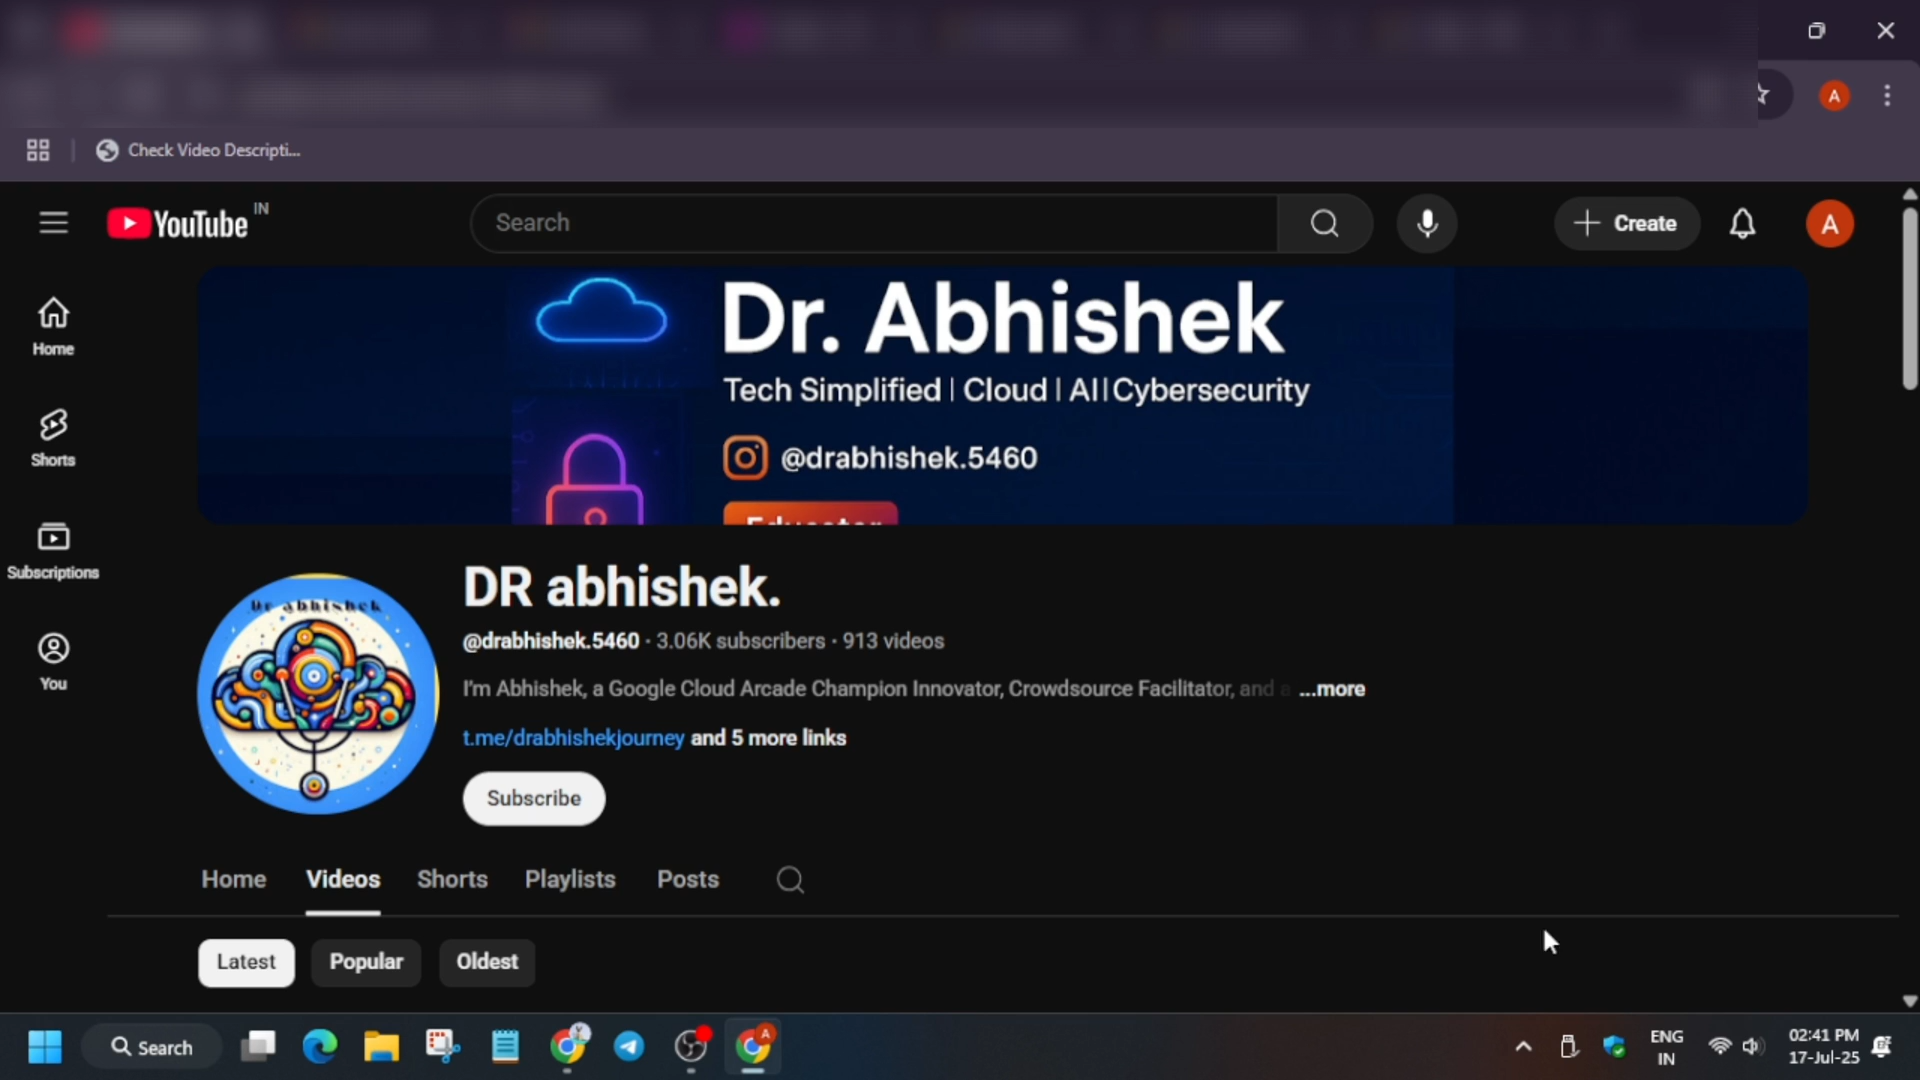 Check Video Descripti...
YouTube IN
Search
Create
A
Home
Shorts
Subscriptions
You
Dr. Abhishek
Tech Simplified | Cloud | AI|Cybersecurity
@drabhishek.5460
Educator
Dr abhishek
DR abhishek.
@drabhishek.5460 · 3.06K subscribers · 913 videos
I'm Abhishek, a Google Cloud Arcade Champion Innovator, Crowdsource Facilitator, and a ...more
t.me/drabhishekjourney and 5 more links
Subscribe
Home Videos Shorts Playlists Posts
Latest Popular Oldest
Search
ENG
IN
02:41 PM
17-Jul-25